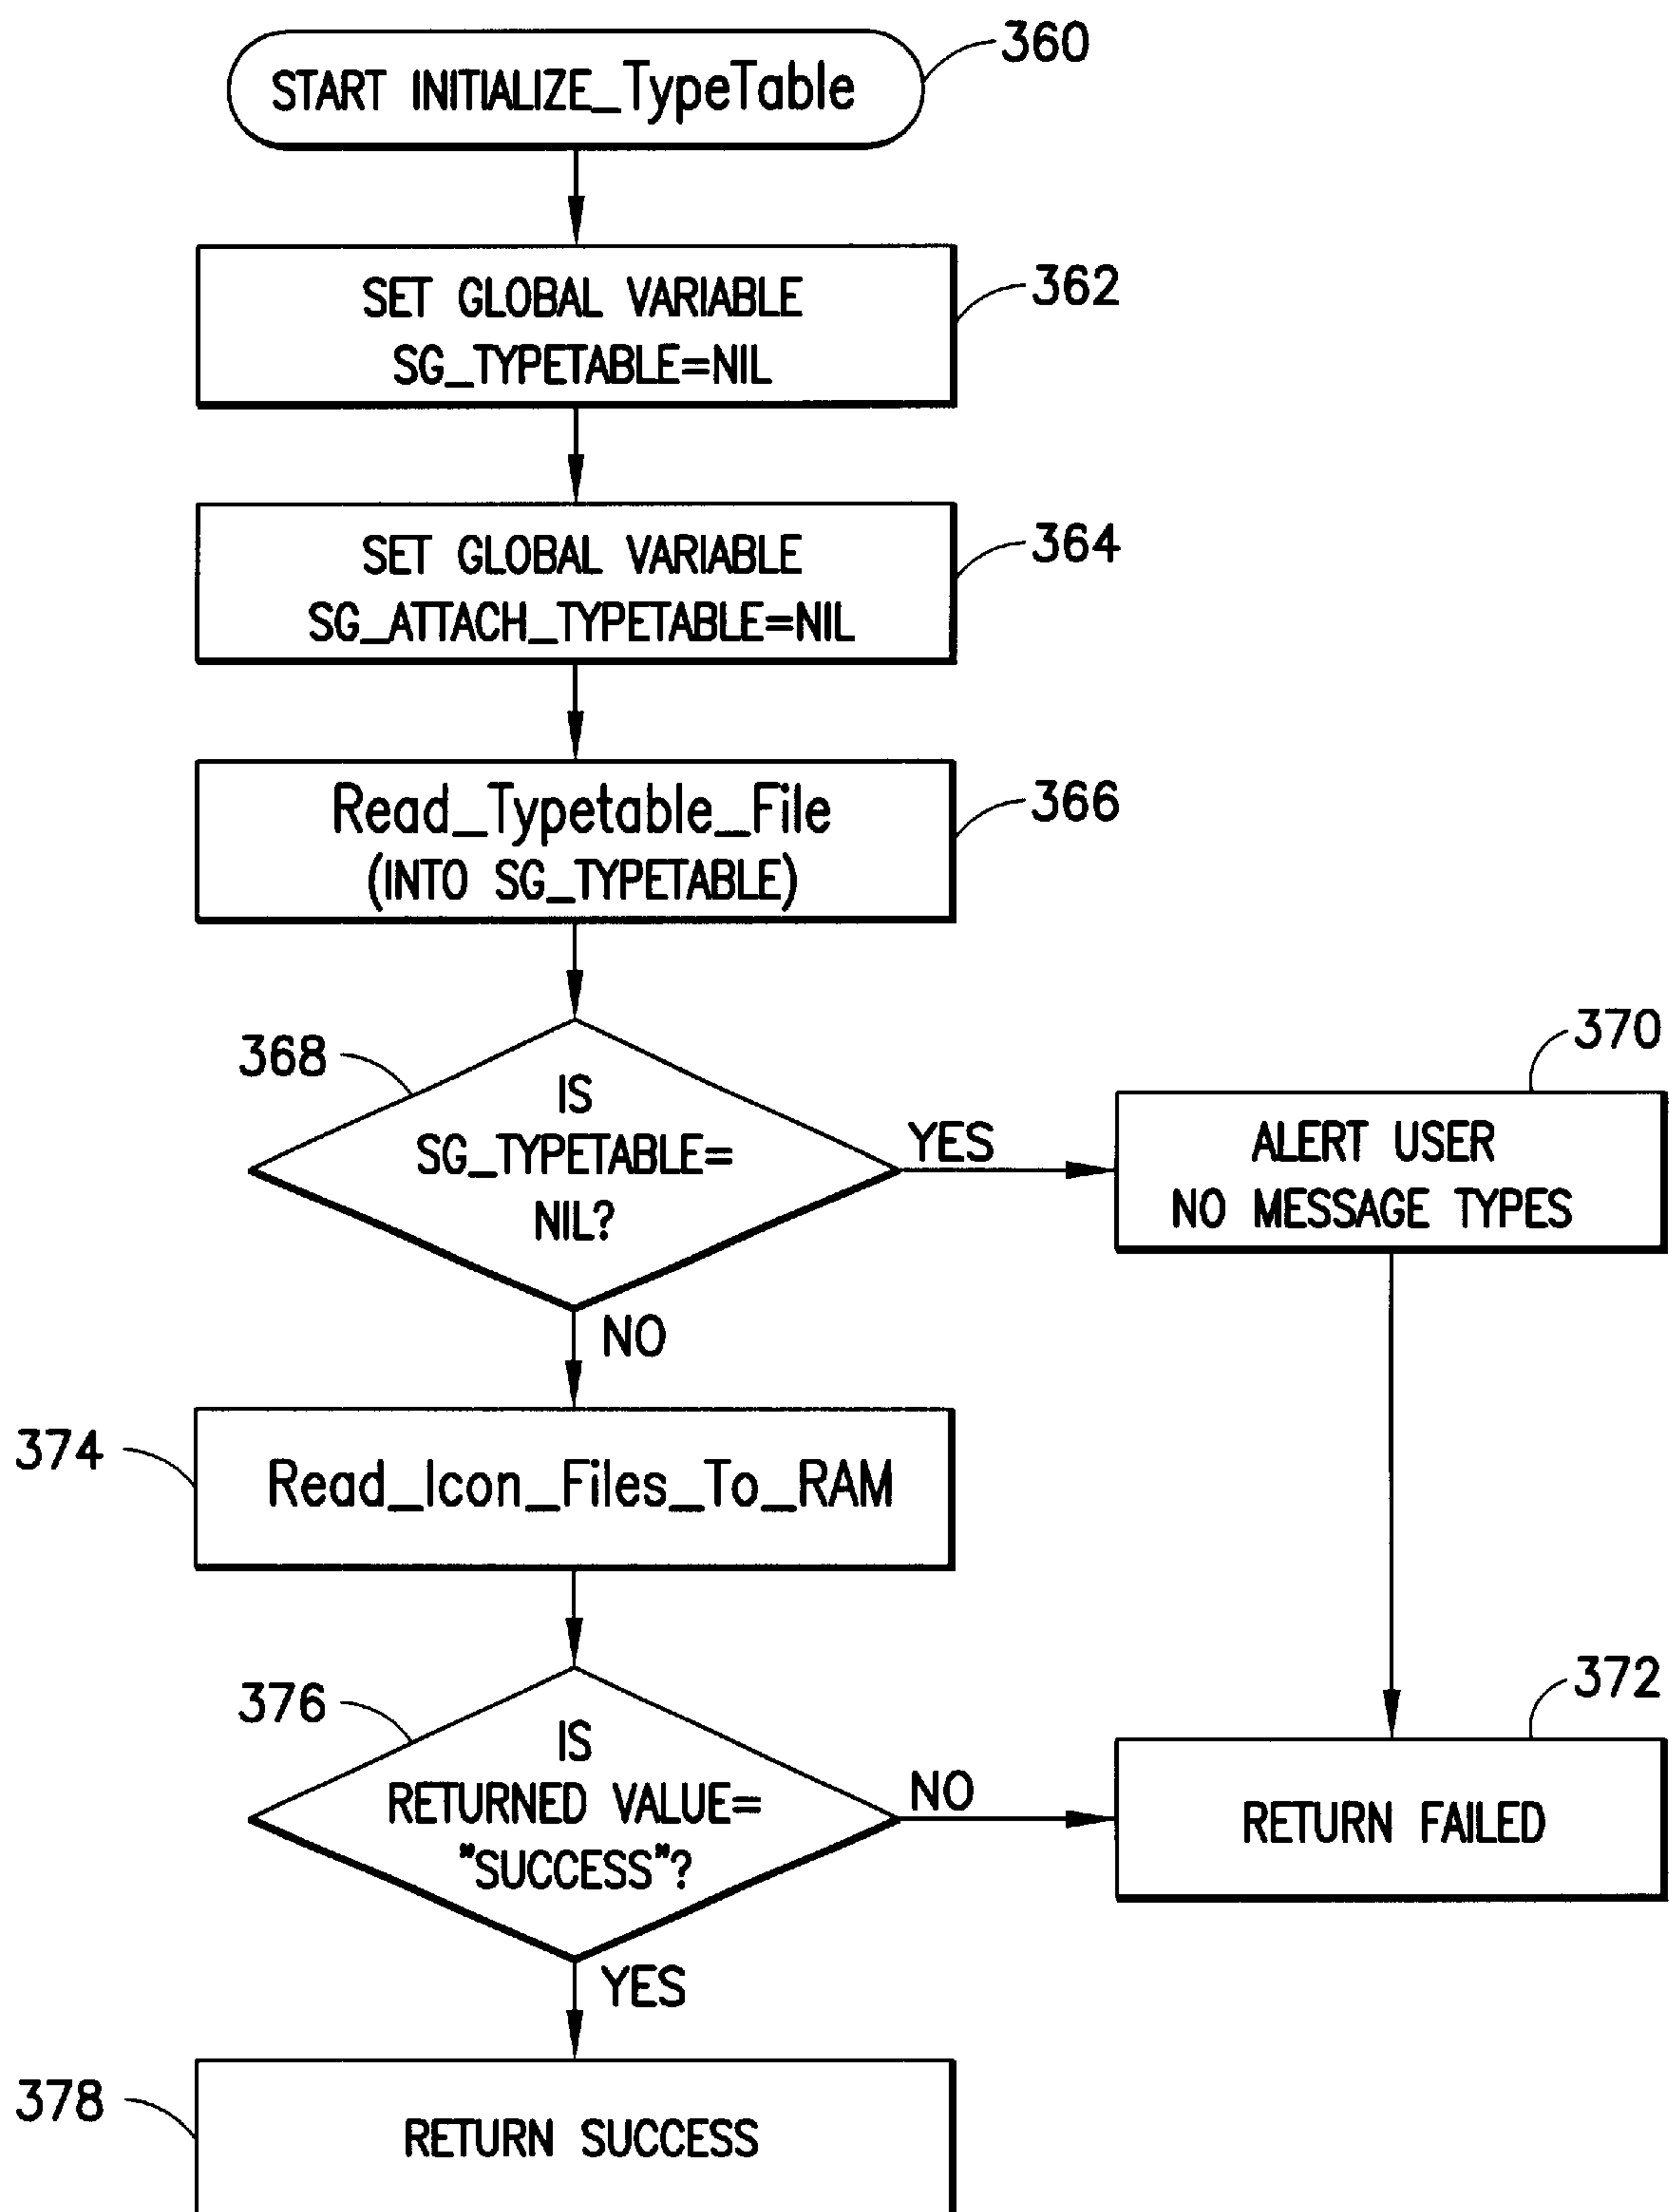 START INITIALIZE_TypeTable
360
SET GLOBAL VARIABLE
SG_TYPETABLE=NIL
362
SET GLOBAL VARIABLE
SG_ATTACH_TYPETABLE=NIL
364
Read_Typetable_File
(INTO SG_TYPETABLE)
366
368
IS
SG_TYPETABLE=
NIL?
YES
370
ALERT USER
NO MESSAGE TYPES
NO
374
Read_Icon_Files_To_RAM
376
IS
RETURNED VALUE=
"SUCCESS"?
NO
372
RETURN FAILED
YES
378
RETURN SUCCESS